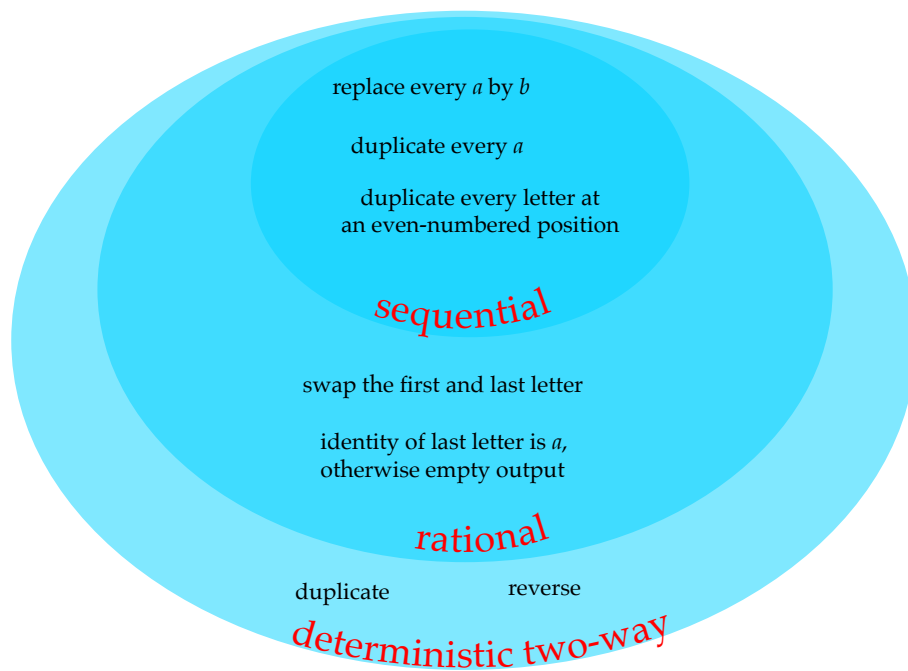 replace every a by b
duplicate every a
duplicate every letter at
an even-numbered position
sequential
swap the first and last letter
identity of last letter is a,
otherwise empty output
rational
duplicate reverse
deterministic two-way